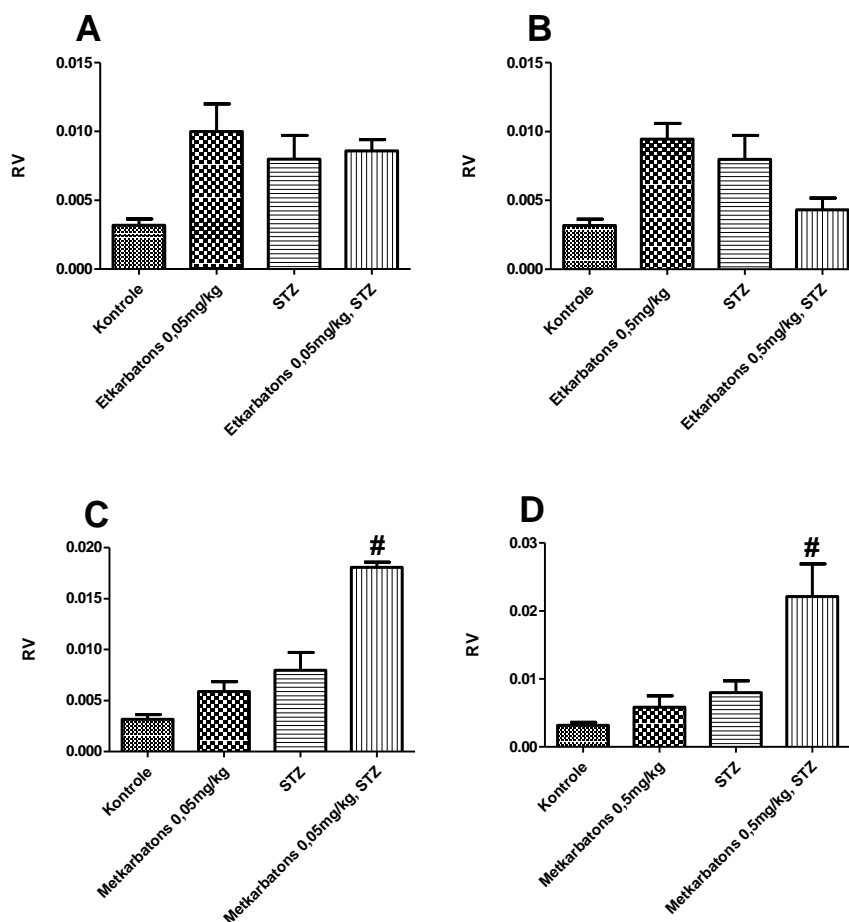 A
0.015
0.010
0.005
0.000
RV
Kontrole
Etkarbatons 0,05mg/kg
STZ
Etkarbatons 0,05mg/kg, STZ
B
0.015
0.010
0.005
0.000
RV
Kontrole
Etkarbatons 0,5mg/kg
STZ
Etkarbatons 0,5mg/kg, STZ
C
0.020
0.015
0.010
0.005
0.000
RV
#
Kontrole
Metkarbatons 0,05mg/kg
STZ
Metkarbatons 0,05mg/kg, STZ
D
0.03
0.02
0.01
0.00
RV
#
Kontrole
Metkarbatons 0,5mg/kg
STZ
Metkarbatons 0,5mg/kg, STZ